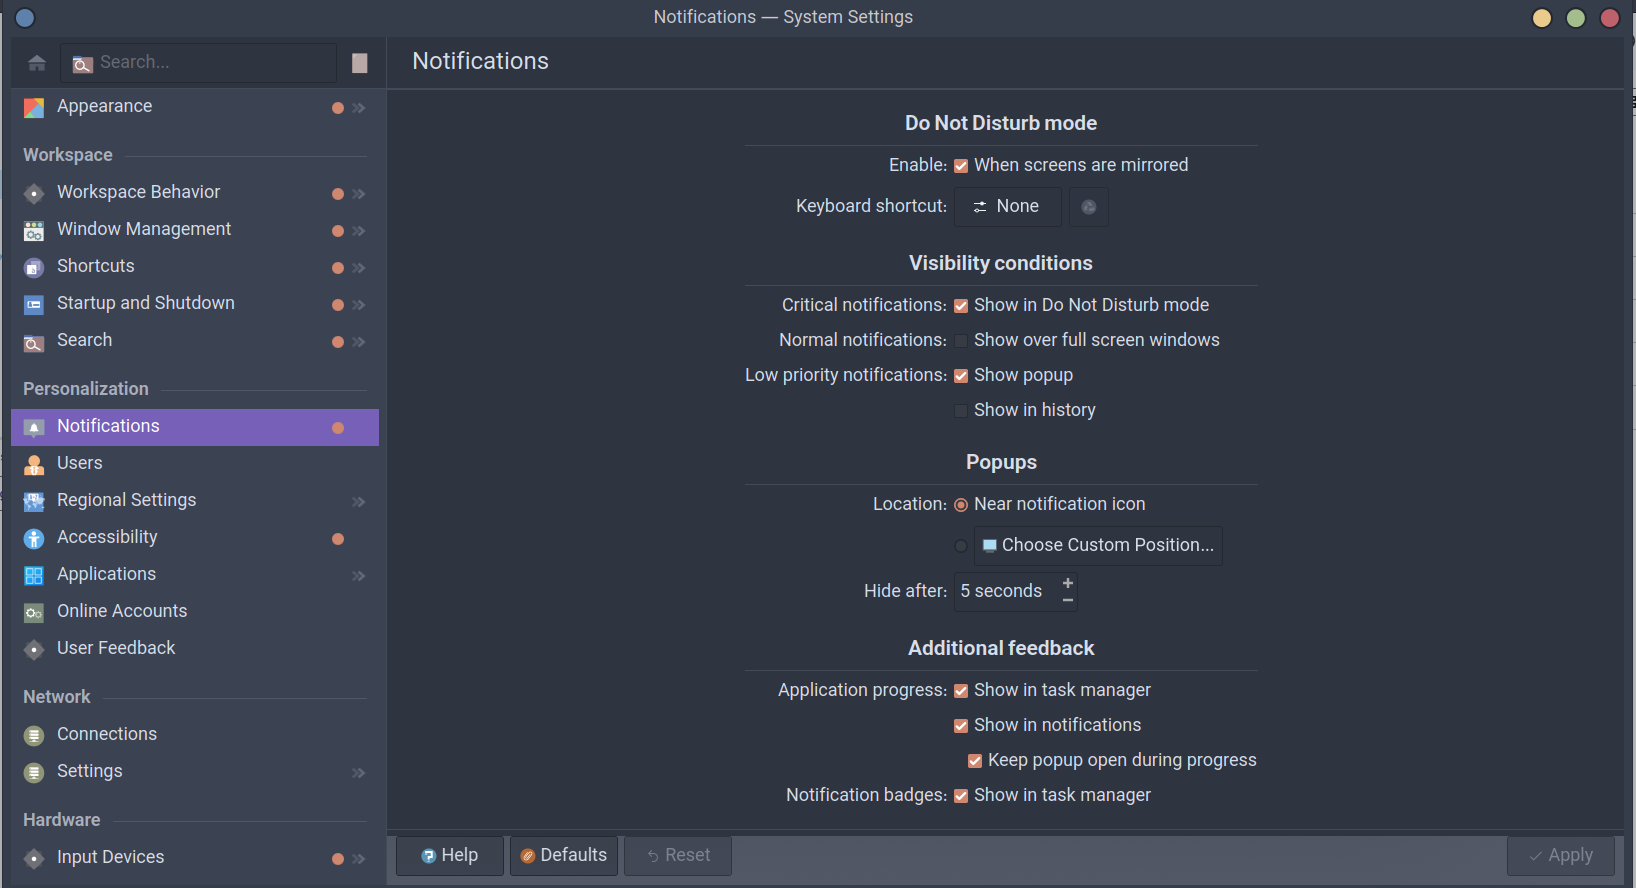 Notifications — System Settings
Search...
Notifications
Appearance
Workspace
Workspace Behavior
Window Management
Shortcuts
Startup and Shutdown
Search
Personalization
Notifications
Users
Regional Settings
Accessibility
Applications
Online Accounts
User Feedback
Network
Connections
Settings
Hardware
Input Devices
Do Not Disturb mode
Enable: When screens are mirrored
Keyboard shortcut: None
Visibility conditions
Critical notifications: Show in Do Not Disturb mode
Normal notifications: Show over full screen windows
Low priority notifications: Show popup
Show in history
Popups
Location: Near notification icon
Choose Custom Position...
Hide after: 5 seconds
Additional feedback
Application progress: Show in task manager
Show in notifications
Keep popup open during progress
Notification badges: Show in task manager
Help Defaults Reset Apply